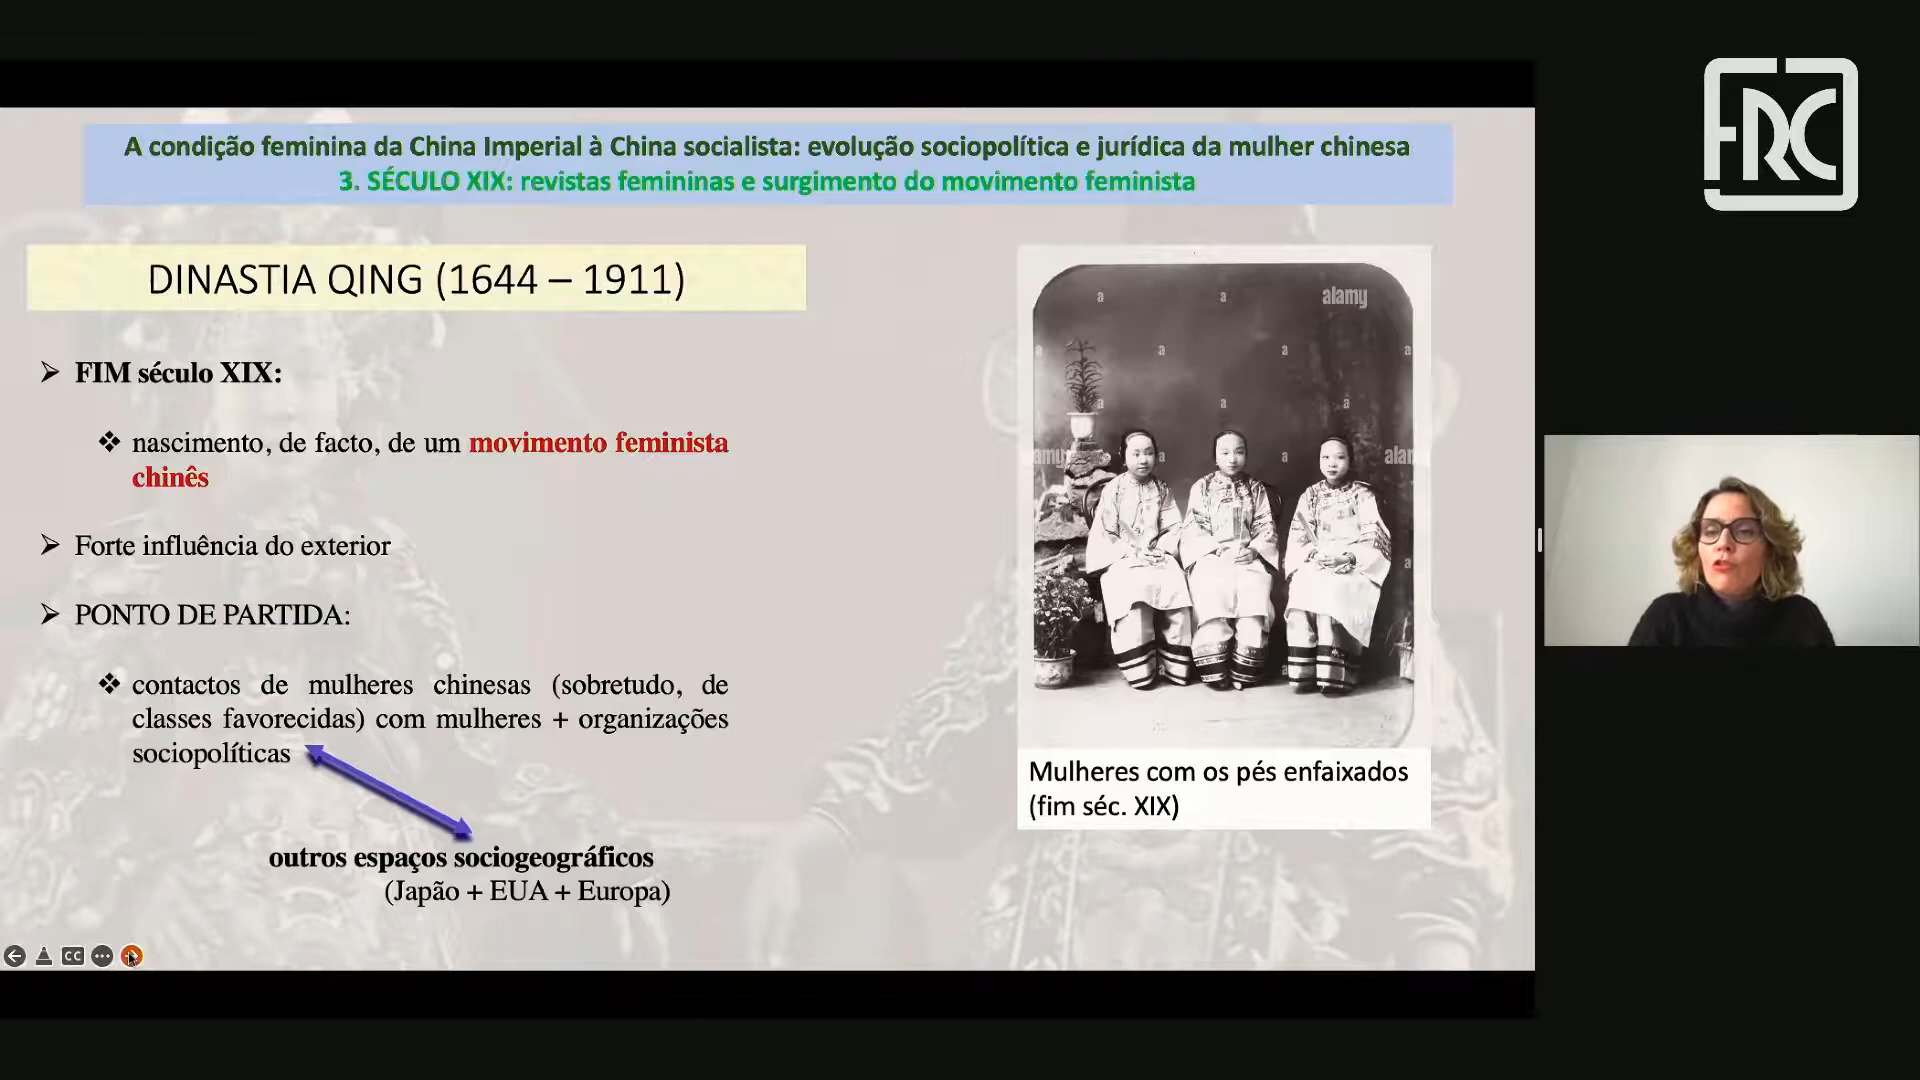 A condição feminina da China Imperial à China socialista: evolução sociopolítica e jurídica da mulher chinesa
3. SÉCULO XIX: revistas femininas e surgimento do movimento feminista
FRC
DINASTIA QING (1644 – 1911)
➢ FIM século XIX:
❖ nascimento, de facto, de um movimento feminista
chinês
➢ Forte influência do exterior
➢ PONTO DE PARTIDA:
❖ contactos de mulheres chinesas (sobretudo, de
classes favorecidas) com mulheres + organizações
sociopolíticas
outros espaços sociogeográficos
(Japão + EUA + Europa)
alamy
Mulheres com os pés enfaixados
(fim séc. XIX)
CC